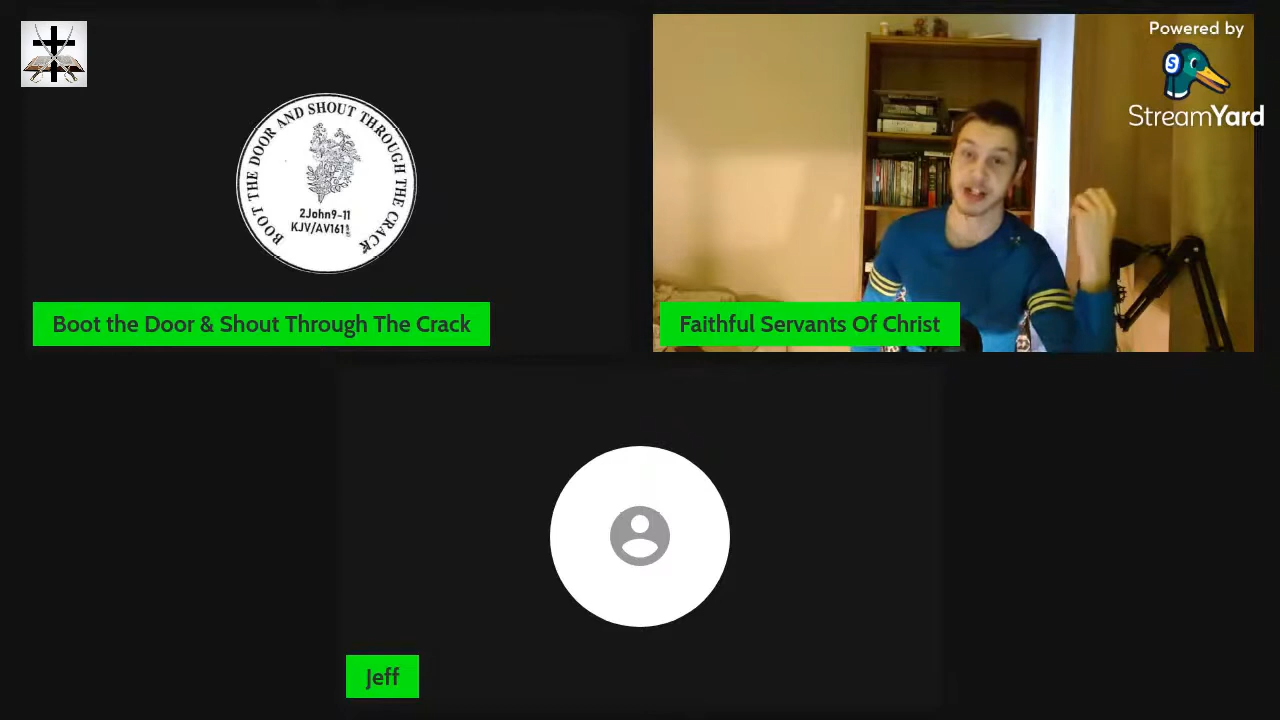 BOOT THE DOOR AND SHOUT THROUGH THE CRACK
2John9-11
KJV/AV1611
Boot the Door & Shout Through The Crack
Powered by
S
StreamYard
Faithful Servants Of Christ
Jeff